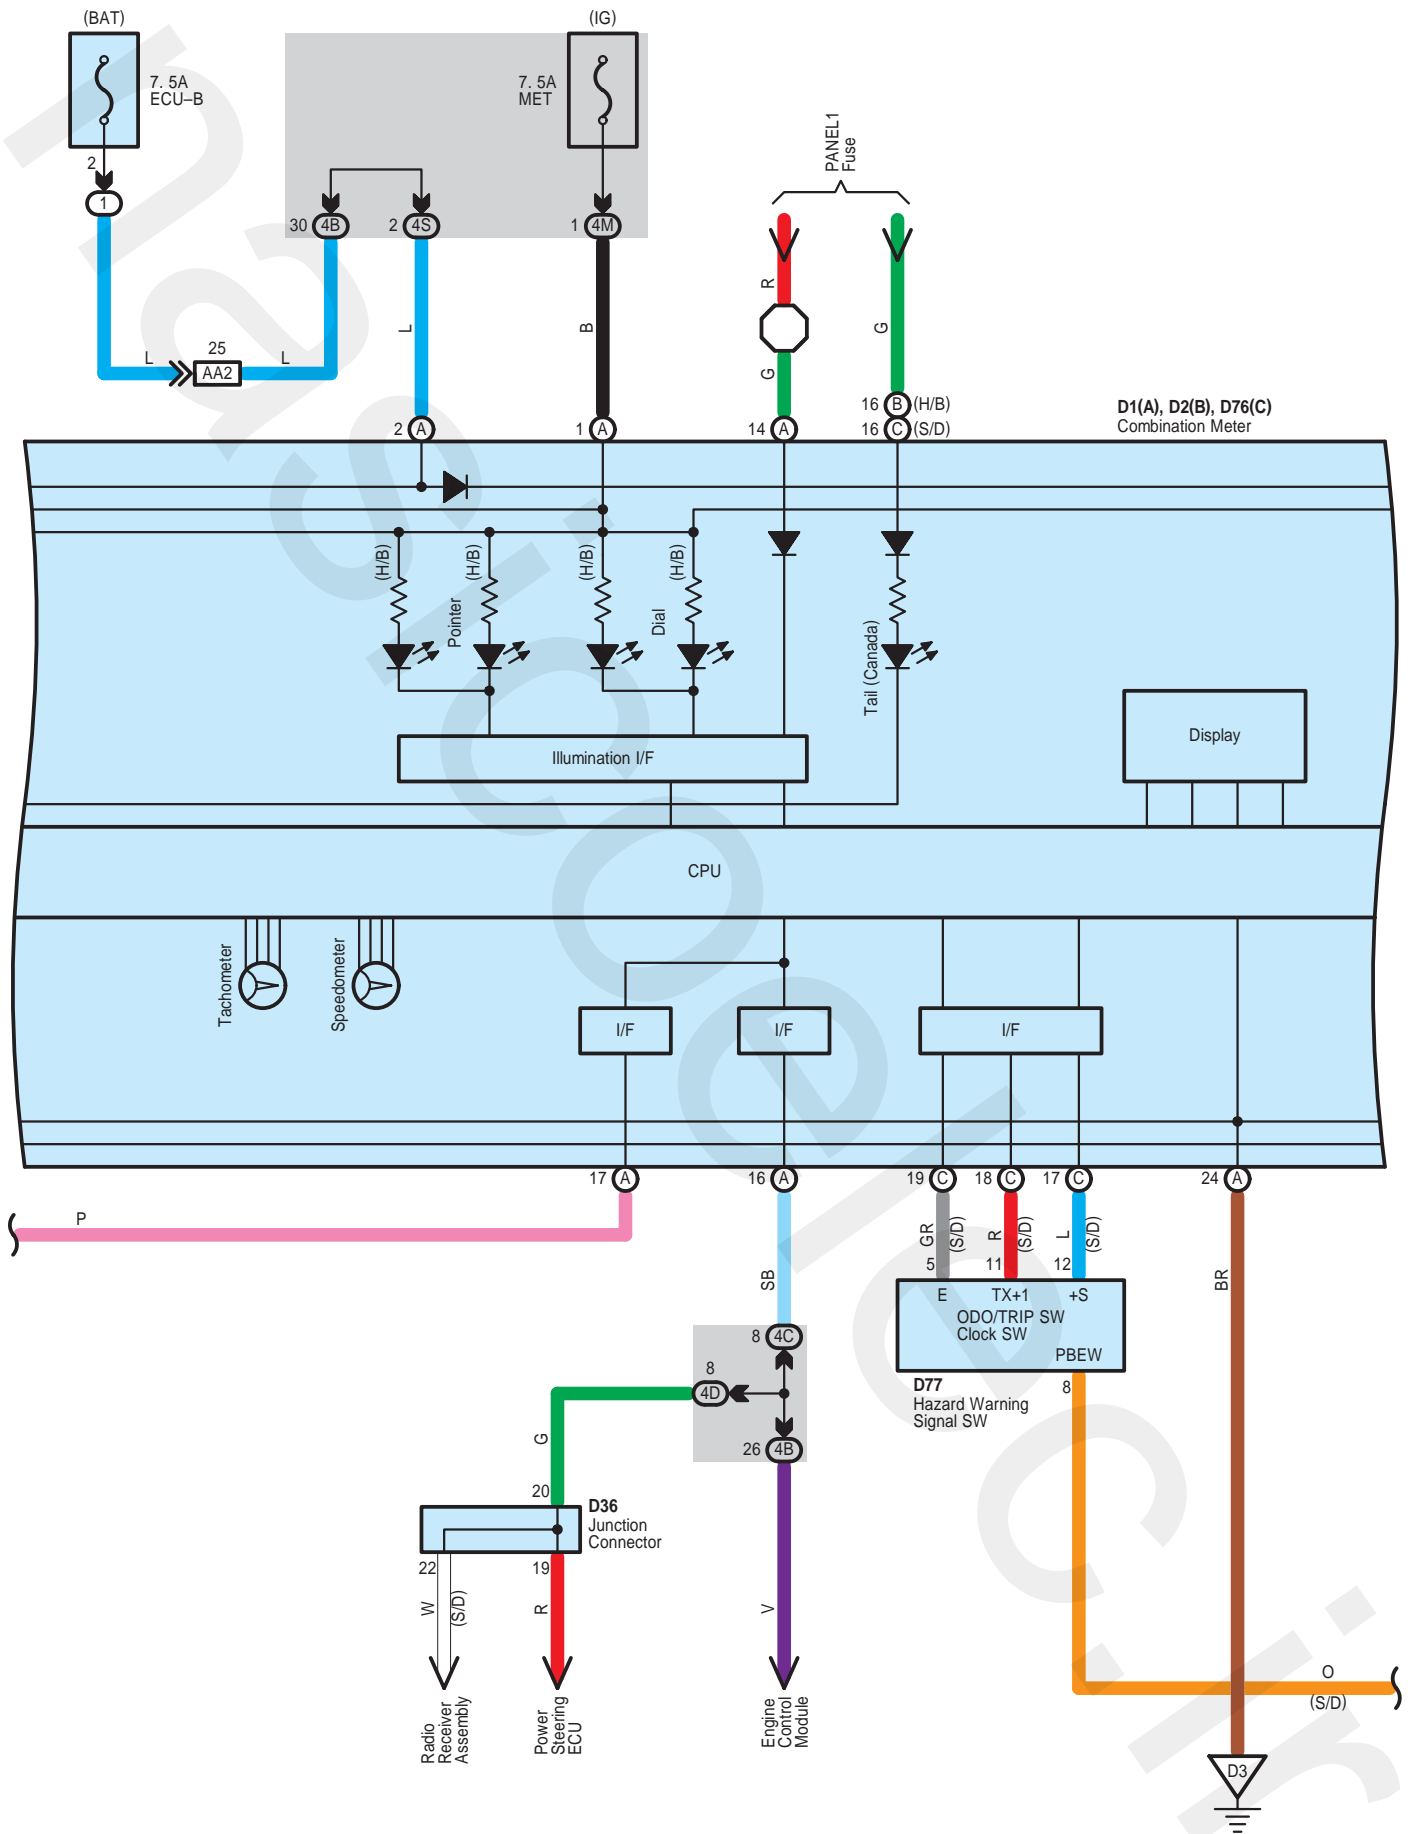 (BAT)
(IG)
7. 5A
ECU–B
7. 5A
MET
PANEL1
Fuse
2
1
30 4B
2 4S
1 4M
R
L
B
G
L
25
AA2
L
G
16 B (H/B)
16 C (S/D)
2 A
1 A
14 A
D1(A), D2(B), D76(C)
Combination Meter
(H/B)
(H/B)
(H/B)
(H/B)
Pointer
Dial
Tail (Canada)
Illumination I/F
Display
CPU
Tachometer
Speedometer
I/F
I/F
I/F
17 A
16 A
19 C
18 C
17 C
24 A
P
SB
GR
(S/D)
R
(S/D)
L
(S/D)
BR
5
11
12
E
TX+1
+S
ODO/TRIP SW
Clock SW
PBEW
8
D77
Hazard Warning
Signal SW
8 4C
8
4D
26 4B
G
20
D36
Junction
Connector
22
19
W
(S/D)
R
V
Radio
Receiver
Assembly
Power
Steering
ECU
Engine
Control
Module
O
(S/D)
D3
nasicoelec.ir